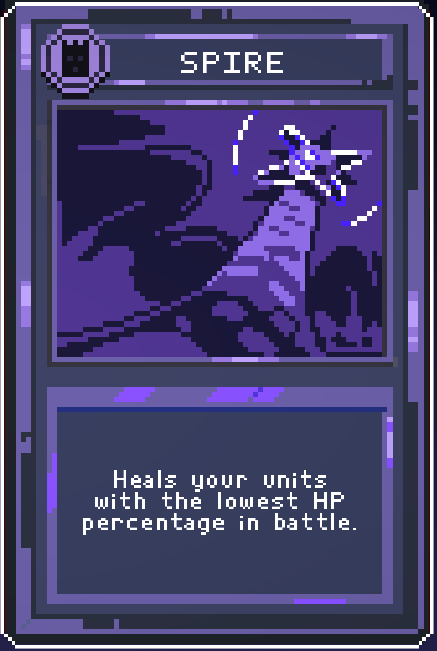 SPIRE
Heals your units
with the lowest HP
percentage in battle.